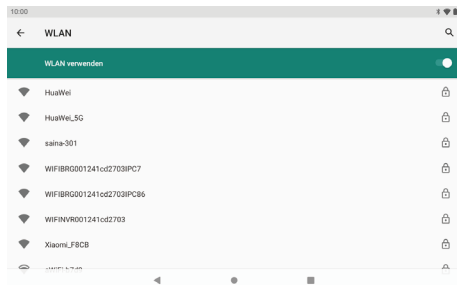 10:00
WLAN
WLAN verwenden
HuaWei
HuaWei_5G
saina-301
WIFIBRG001241cd2703IPC7
WIFIBRG001241cd2703IPC86
WIFINVR001241cd2703
Xiaomi_F8CB